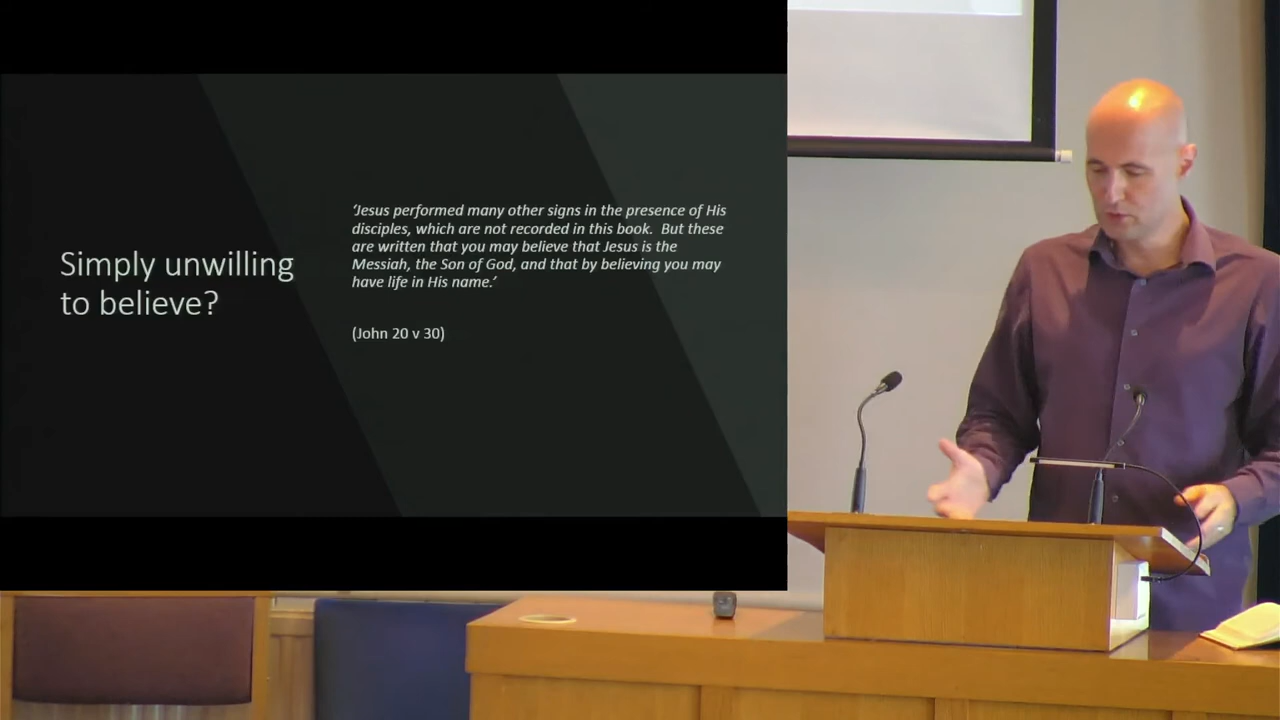 Simply unwilling
to believe?
‘Jesus performed many other signs in the presence of His
disciples, which are not recorded in this book.  But these
are written that you may believe that Jesus is the
Messiah, the Son of God, and that by believing you may
have life in His name.’
(John 20 v 30)